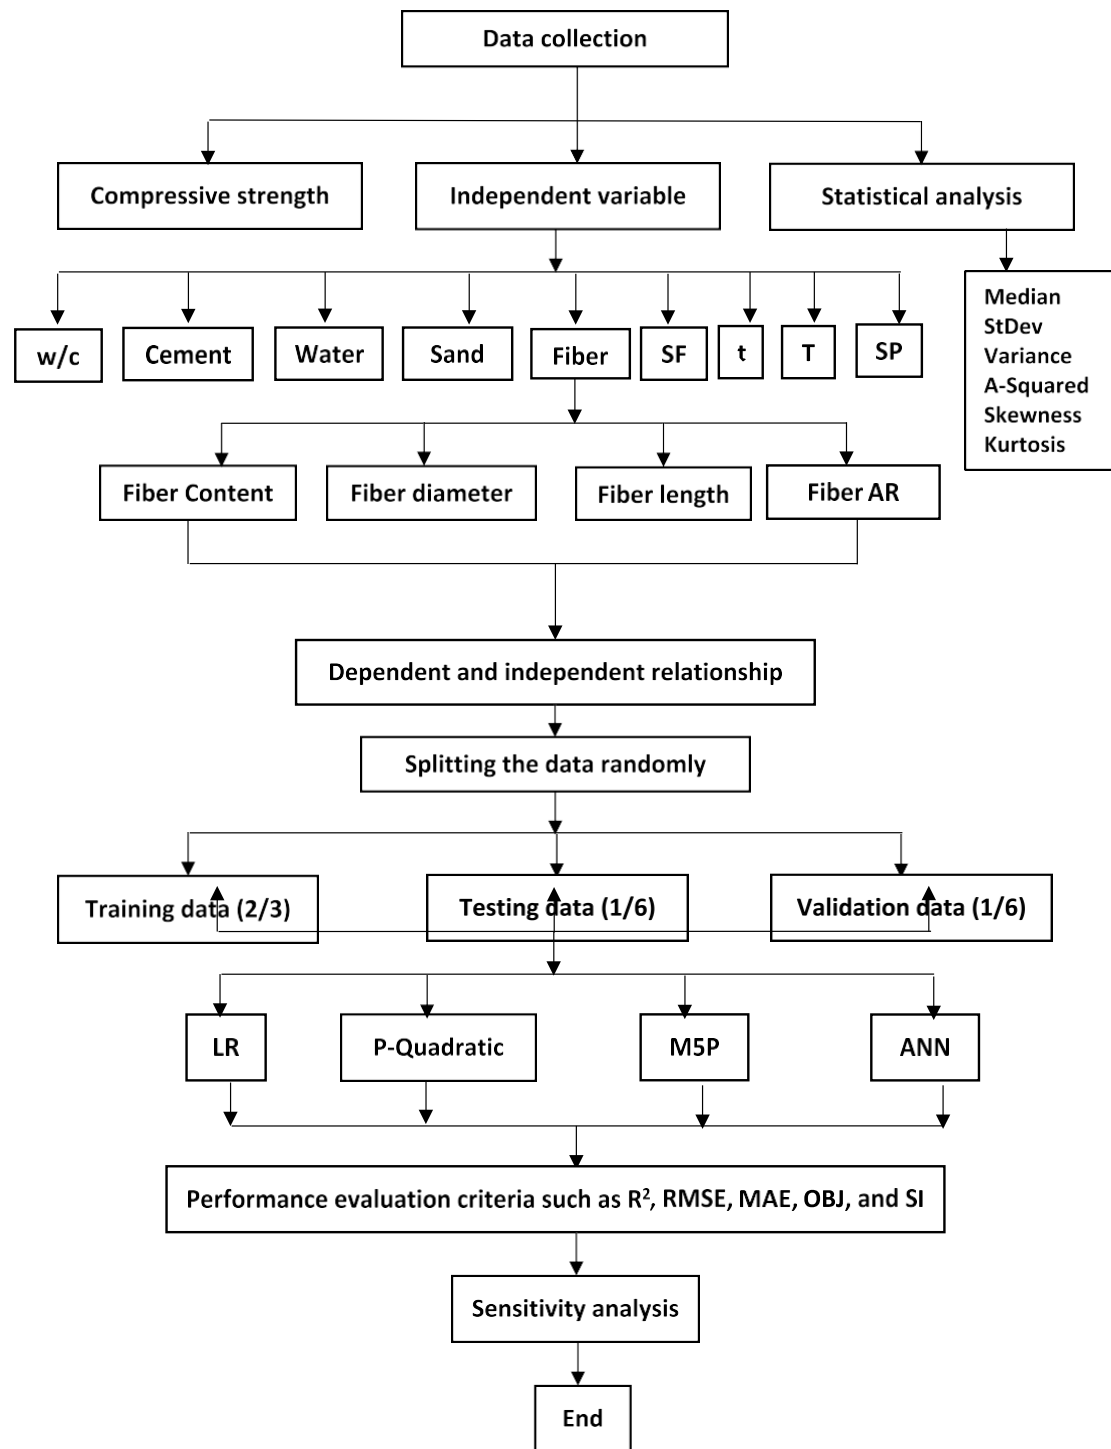 Data collection
Compressive strength
Independent variable
Statistical analysis
Median
StDev
Variance
A-Squared
Skewness
Kurtosis
w/c
Cement
Water
Sand
Fiber
SF
t
T
SP
Fiber Content
Fiber diameter
Fiber length
Fiber AR
Dependent and independent relationship
Splitting the data randomly
Training data (2/3)
Testing data (1/6)
Validation data (1/6)
LR
P-Quadratic
M5P
ANN
Performance evaluation criteria such as R², RMSE, MAE, OBJ, and SI
Sensitivity analysis
End